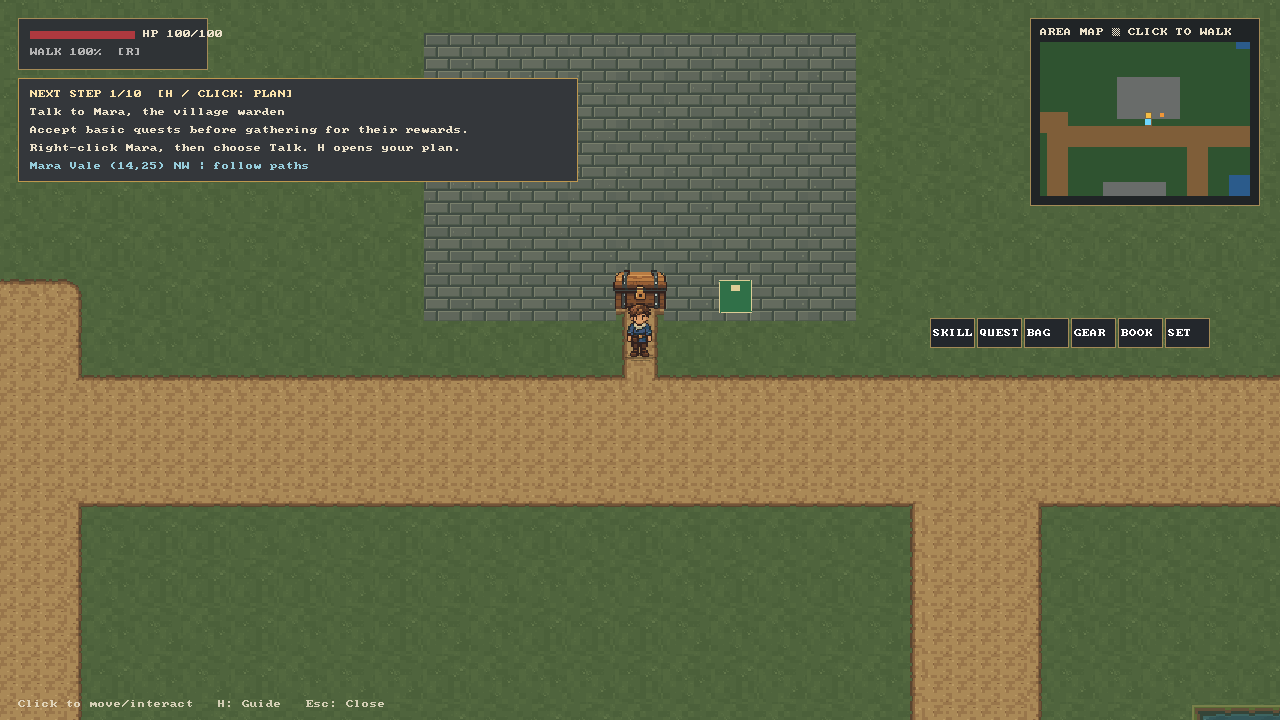 HP 100/100
WALK 100% [R]
NEXT STEP 1/10 [H / CLICK: PLAN]
Talk to Mara, the village warden
Accept basic quests before gathering for their rewards.
Right-click Mara, then choose Talk. H opens your plan.
Mara Vale (14,25) NW ¦ follow paths
AREA MAP ▒ CLICK TO WALK
SKILL QUEST BAG GEAR BOOK SET
Click to move/interact H: Guide Esc: Close